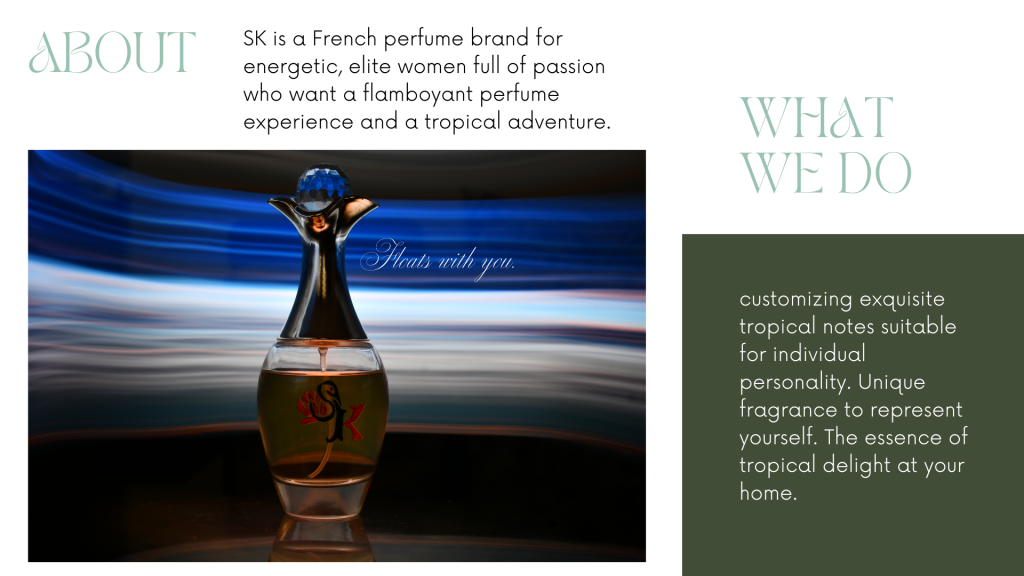 ABOUT
SK is a French perfume brand for
energetic, elite women full of passion
who want a flamboyant perfume
experience and a tropical adventure.
Floats with you.
SK
WHAT
WE DO
customizing exquisite
tropical notes suitable
for individual
personality. Unique
fragrance to represent
yourself. The essence of
tropical delight at your
home.